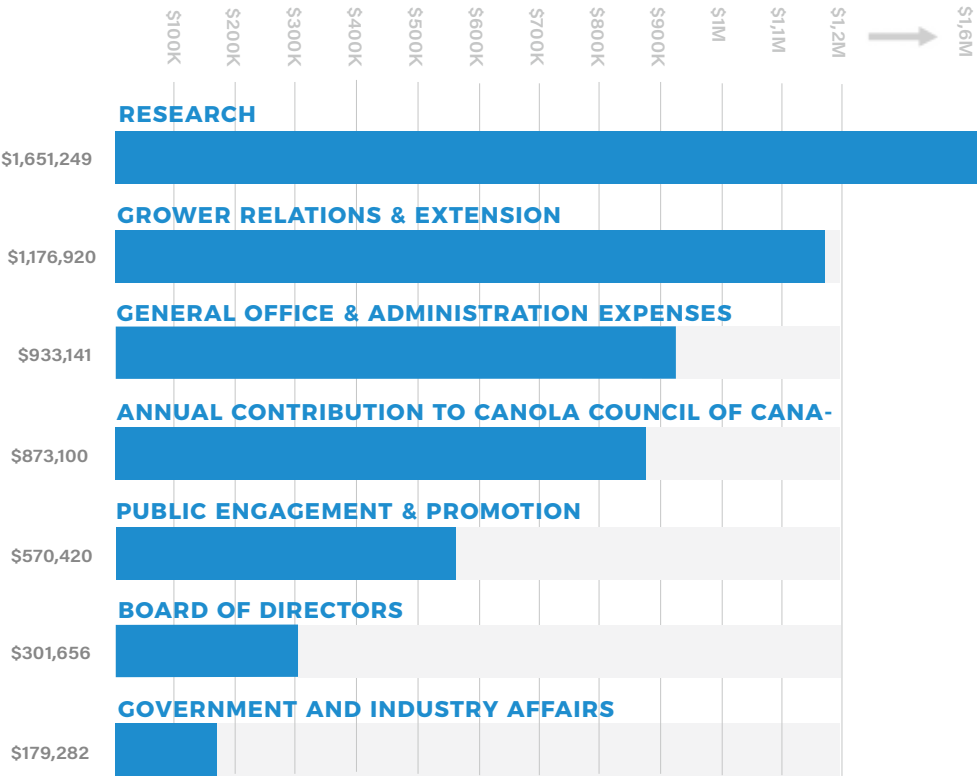 $100K
$200K
$300K
$400K
$500K
$600K
$700K
$800K
$900K
$1M
$1,1M
$1,2M
$1,6M
RESEARCH
$1,651,249
GROWER RELATIONS & EXTENSION
$1,176,920
GENERAL OFFICE & ADMINISTRATION EXPENSES
$933,141
ANNUAL CONTRIBUTION TO CANOLA COUNCIL OF CANA-
$873,100
PUBLIC ENGAGEMENT & PROMOTION
$570,420
BOARD OF DIRECTORS
$301,656
GOVERNMENT AND INDUSTRY AFFAIRS
$179,282